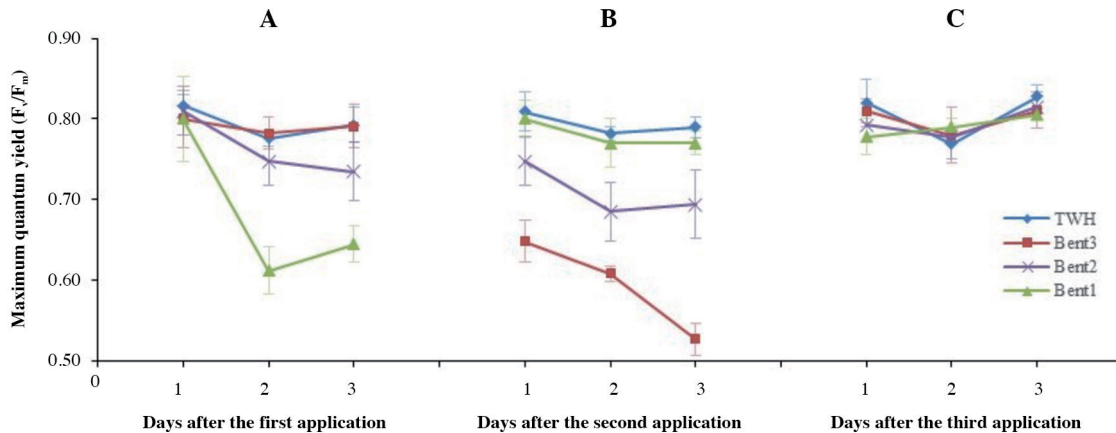 A B C
Maximum quantun yield (Fv/Fm)
0.90
0.80
0.70
0.60
0.50
0
1 2 3 1 2 3 1 2 3
Days after the first application Days after the second application Days after the third application
TWH
Bent3
Bent2
Bent1